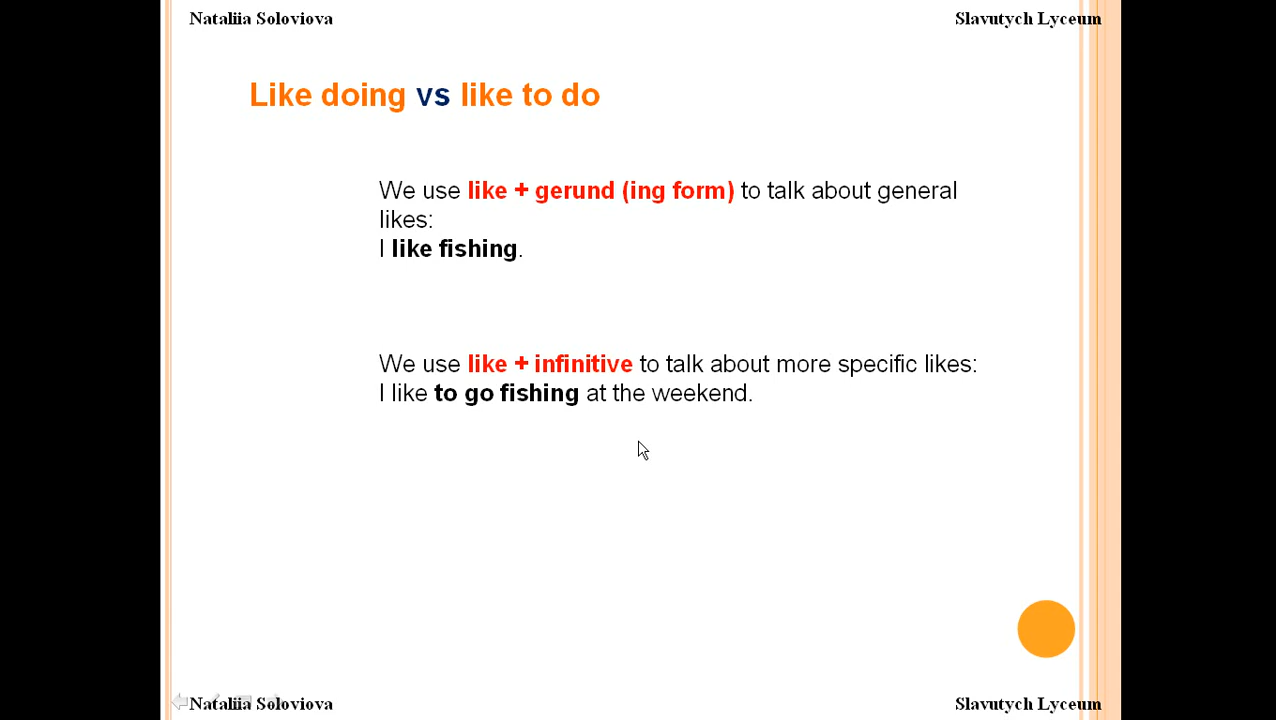 Nataliia Soloviova
Slavutych Lyceum
Like doing vs like to do
We use like + gerund (ing form) to talk about general
likes:
I like fishing.
We use like + infinitive to talk about more specific likes:
I like to go fishing at the weekend.
Nataliia Soloviova
Slavutych Lyceum